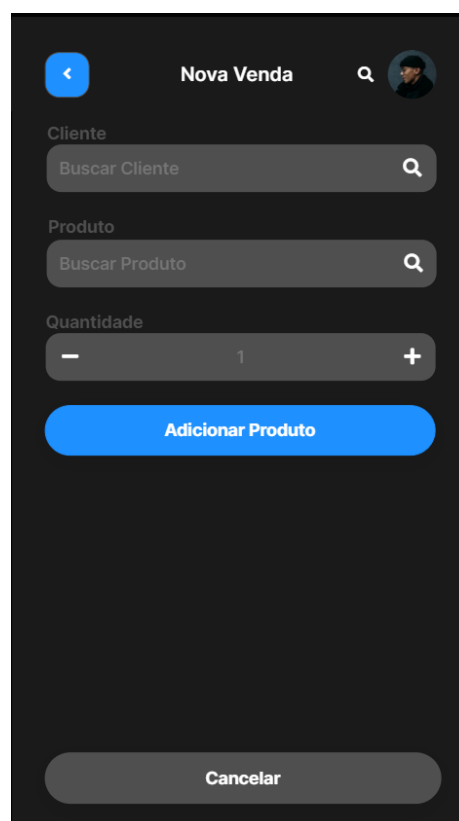 Nova Venda
Cliente
Buscar Cliente
Produto
Buscar Produto
Quantidade
1
Adicionar Produto
Cancelar